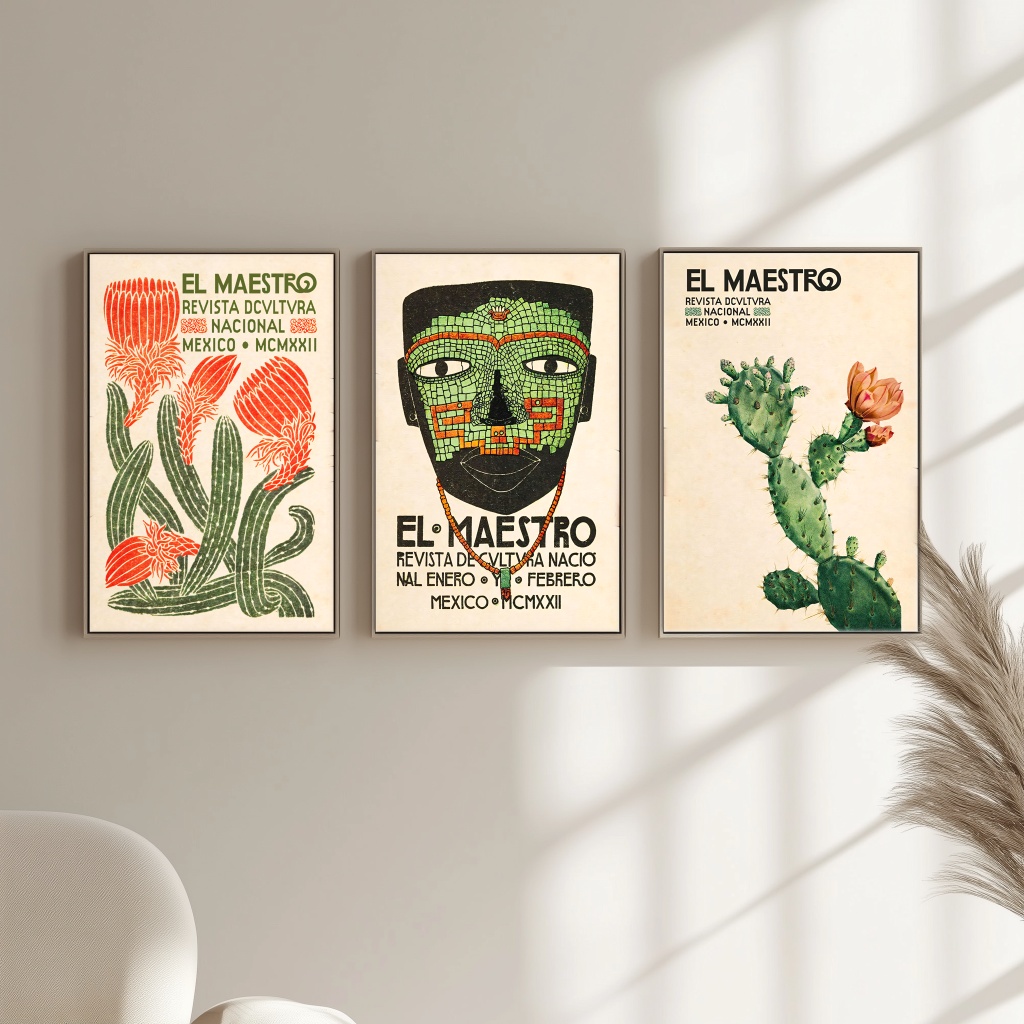 EL MAESTRO
REVISTA DCVLTVRA
NACIONAL
MEXICO • MCMXXII
EL • MAESTRO
REVISTA DE CVLTVRA NACIO
NAL ENERO • Y • FEBRERO
MEXICO • MCMXXII
EL MAESTRO
REVISTA DCVLTVRA
NACIONAL
MEXICO • MCMXXII